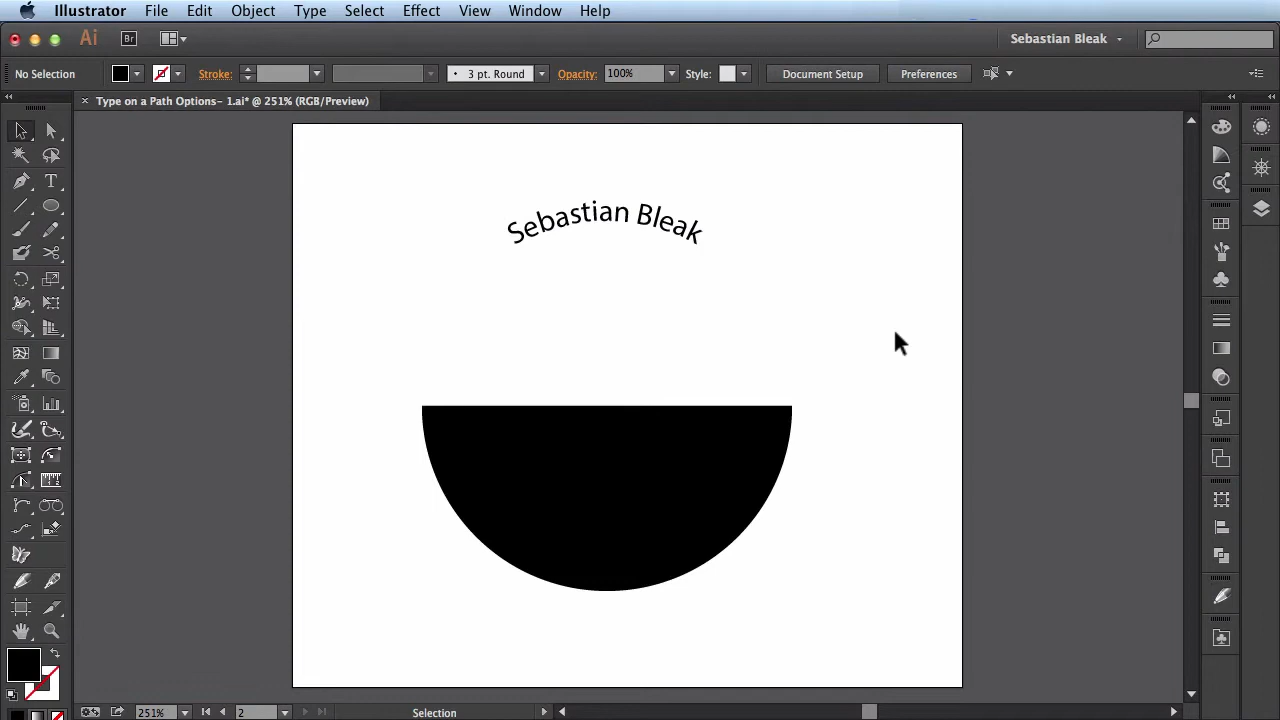 Illustrator File Edit Object Type Select Effect View Window Help
Ai Br Sebastian Bleak
No Selection Stroke: 3 pt. Round Opacity: 100% Style: Document Setup Preferences
Type on a Path Options- 1.ai* @ 251% (RGB/Preview)
Sebastian Bleak
251% 2 Selection